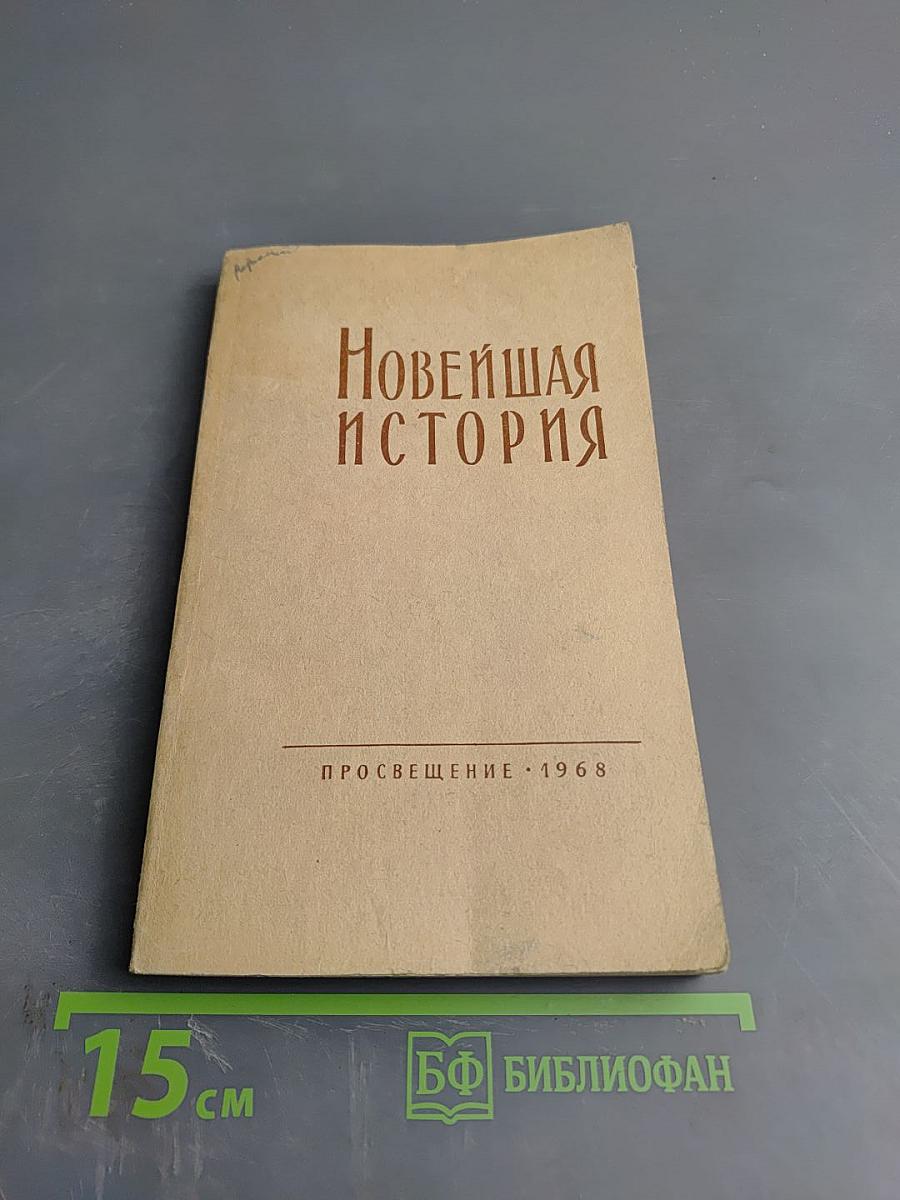 Новейшая
история
ПРОСВЕЩЕНИЕ • 1968
15 см
БФ БИБЛИОФАН